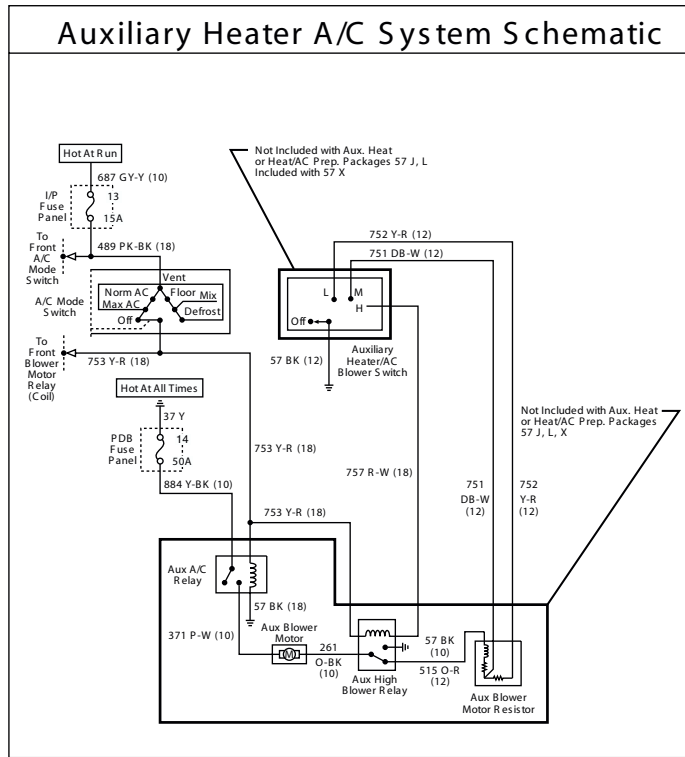 Auxiliary Heater A/C System Schematic
Hot At Run
687 GY-Y (10)
I/P
Fuse
Panel
13
15A
To
Front
A/C
Mode
Switch
489 PK-BK (18)
Vent
Norm AC
Floor
Mix
Max AC
Defrost
Off
A/C Mode
Switch
To
Front
Blower
Motor
Relay
(Coil)
753 Y-R (18)
Hot At All Times
37 Y
PDB
Fuse
Panel
14
50A
884 Y-BK (10)
753 Y-R (18)
753 Y-R (18)
Not Included with Aux. Heat
or Heat/AC Prep. Packages 57 J, L
Included with 57 X
752 Y-R (12)
751 DB-W (12)
L
M
H
Off
57 BK (12)
Auxiliary
Heater/AC
Blower Switch
757 R-W (18)
Not Included with Aux. Heat
or Heat/AC Prep. Packages
57 J, L, X
751
DB-W
(12)
752
Y-R
(12)
Aux A/C
Relay
57 BK (18)
371 P-W (10)
Aux Blower
Motor
M
261
O-BK
(10)
Aux High
Blower Relay
57 BK
(10)
515 O-R
(12)
Aux Blower
Motor Resistor